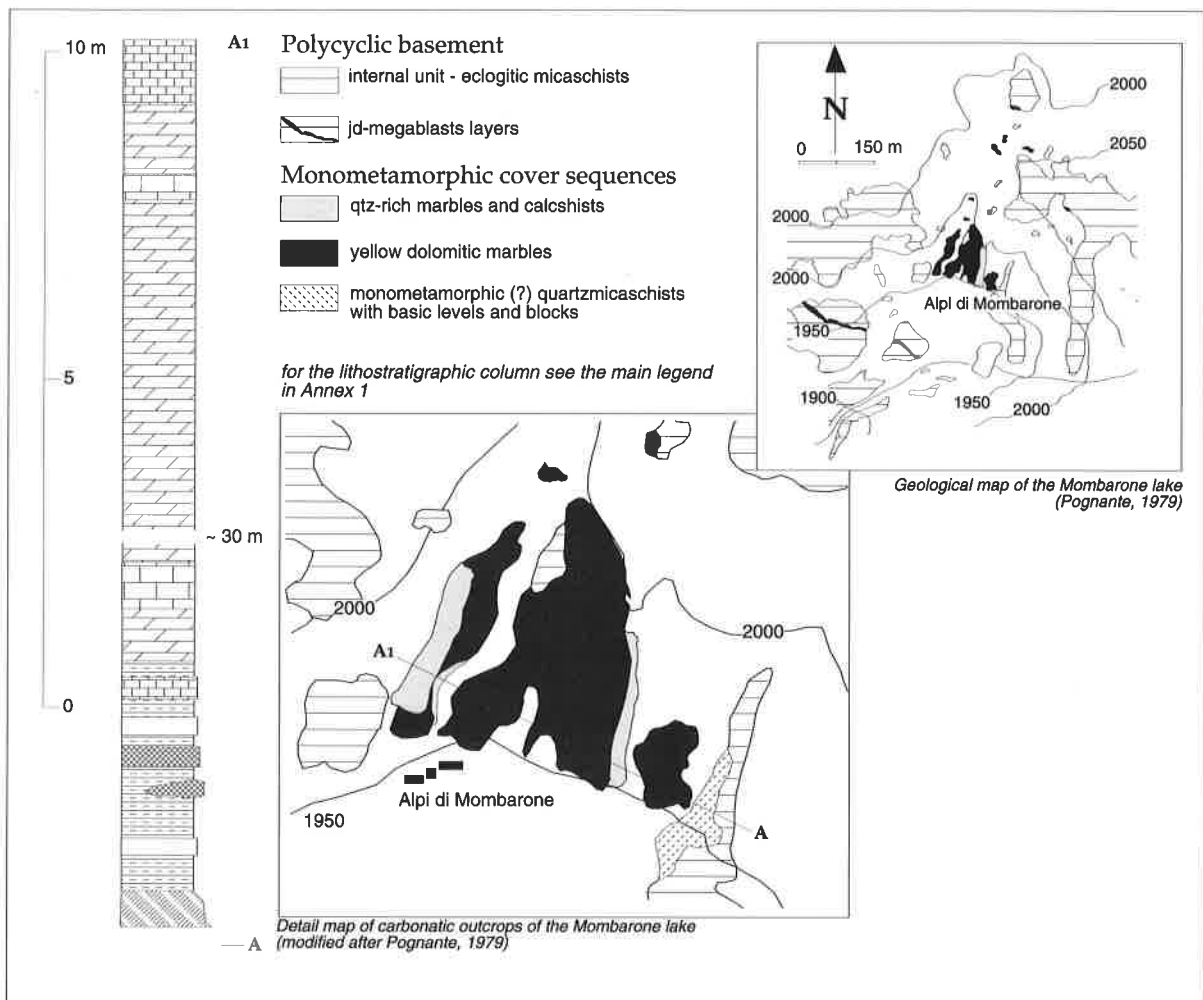 10 m
A1
Polycyclic basement
internal unit - eclogitic micaschists
jd-megablasts layers
Monometamorphic cover sequences
qtz-rich marbles and calcshists
yellow dolomitic marbles
monometamorphic (?) quartzmicaschists
with basic levels and blocks
for the lithostratigraphic column see the main legend
in Annex 1
5
~ 30 m
0
A
N
0 150 m
2000
2050
2000
2000
Alpi di Mombarone
1950
1900
1950
2000
Geological map of the Mombarone lake
(Pognante, 1979)
2000
2000
A1
Alpi di Mombarone
1950
A
Detail map of carbonatic outcrops of the Mombarone lake
(modified after Pognante, 1979)